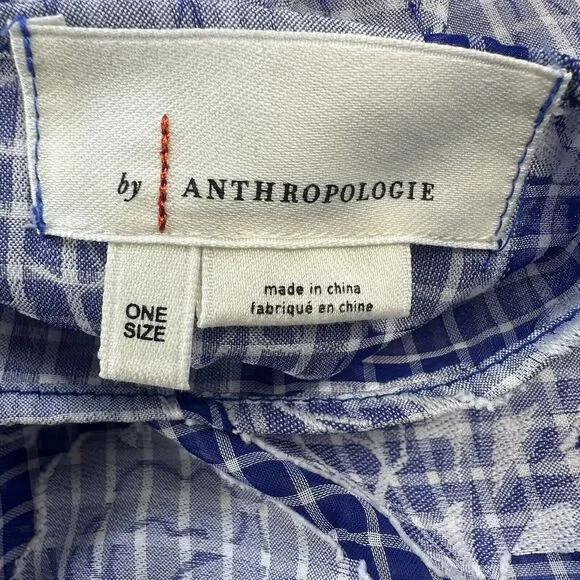 by ANTHROPOLOGIE
ONE
SIZE
made in china
fabriqué en chine